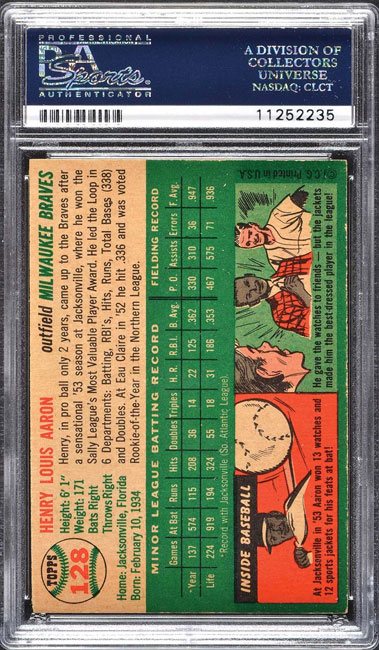 PROFESSIONAL
PSA
Sports
AUTHENTICATOR
A DIVISION OF
COLLECTORS
UNIVERSE
NASDAQ: CLCT
11252235
TOPPS
128
HENRY LOUIS AARON
outfield MILWAUKEE BRAVES
Height: 6'1"
Weight: 171
Bats Right
Throws Right
Home: Jacksonville, Florida
Born: February 10, 1934
Henry, in pro ball only 2 years, came up to the Braves after
a sensational '53 season at Jacksonville, where he won the
Sally League's Most Valuable Player Award. He led the Loop in
6 Departments: Batting, RBI's, Hits, Runs, Total Bases (338)
and Doubles. At Eau Claire in '52 he hit .336 and was voted
Rookie-of-the-Year in the Northern League.
MINOR LEAGUE BATTING RECORD FIELDING RECORD
Games At Bat Runs Hits Doubles Triples H.R. R.B.I. B. Avg. P.O. Assists Errors F. Avg.
*Year 137 574 115 208 36 14 22 125 .362 330 310 36 .947
Life 224 919 194 324 55 18 31 186 .353 467 575 71 .936
*Record with Jacksonville (So. Atlantic League).
INSIDE BASEBALL
At Jacksonville in '53 Aaron won 13 watches and
12 sports jackets for his feats at bat!
He gave the watches to friends — but the jackets
made him the best-dressed player in the league!
© T.C.G. Printed in U.S.A.